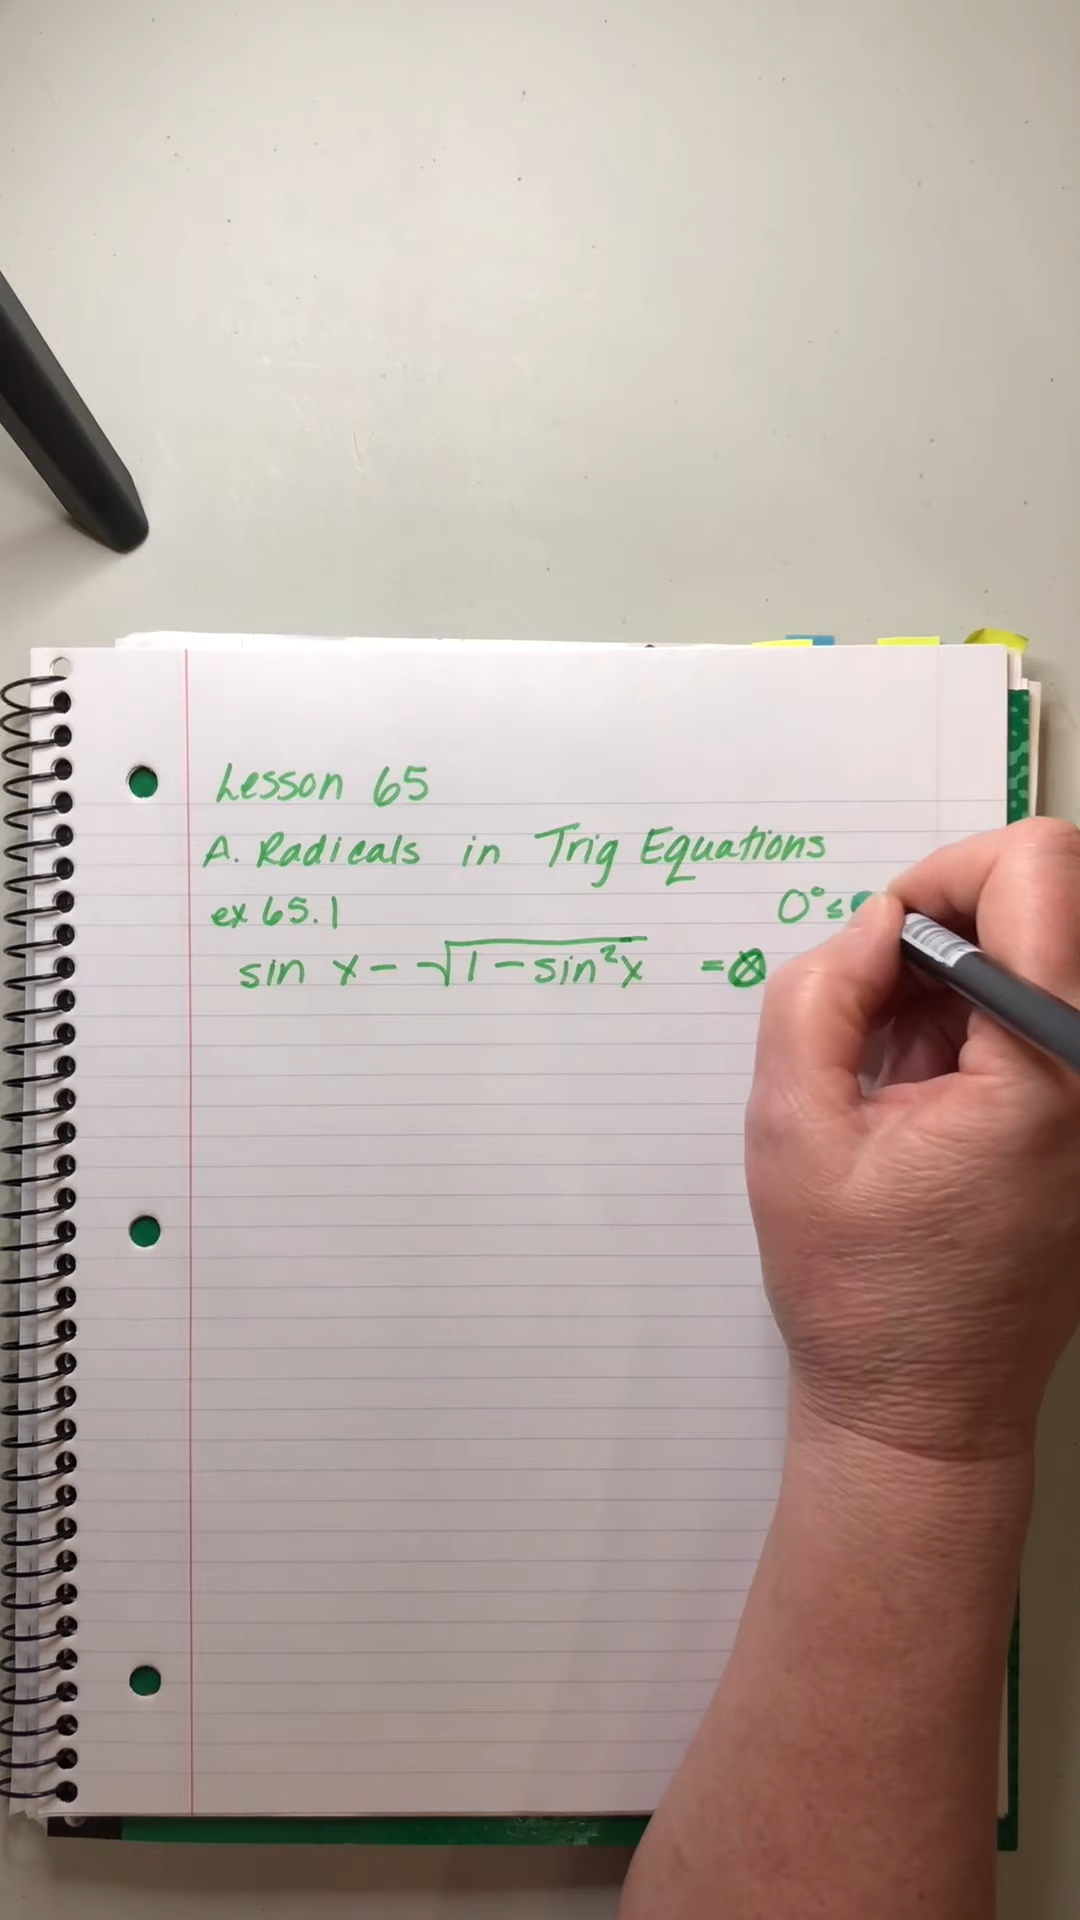 Lesson 65
A. Radicals in Trig Equations
ex 65.1
0° ≤
sin x - √1 - sin²x =